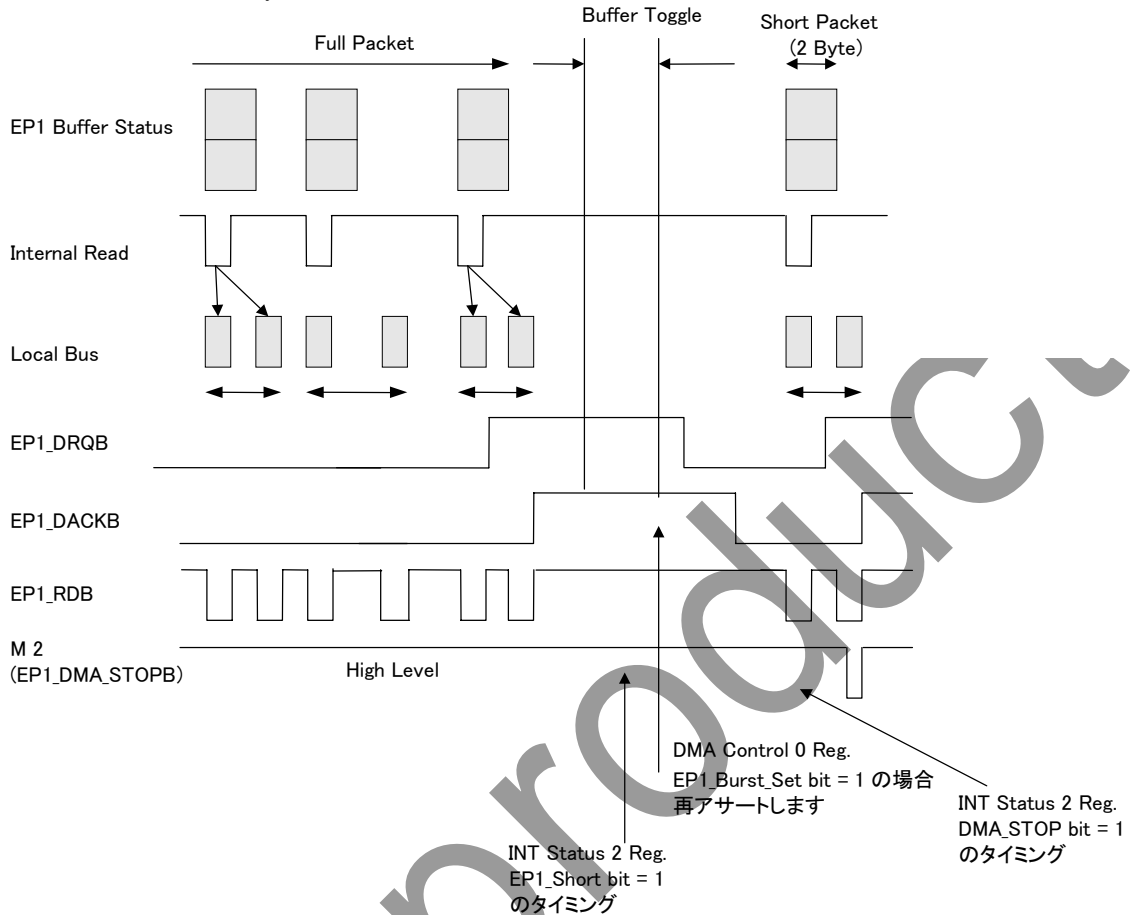 Buffer Toggle
Full Packet
Short Packet
(2 Byte)
EP1 Buffer Status
Internal Read
Local Bus
EP1_DRQB
EP1_DACKB
EP1_RDB
M 2
(EP1_DMA_STOPB)
High Level
DMA Control 0 Reg.
EP1_Burst_Set bit = 1 の場合
再アサートします
INT Status 2 Reg.
DMA_STOP bit = 1
のタイミング
INT Status 2 Reg.
EP1_Short bit = 1
のタイミング
product